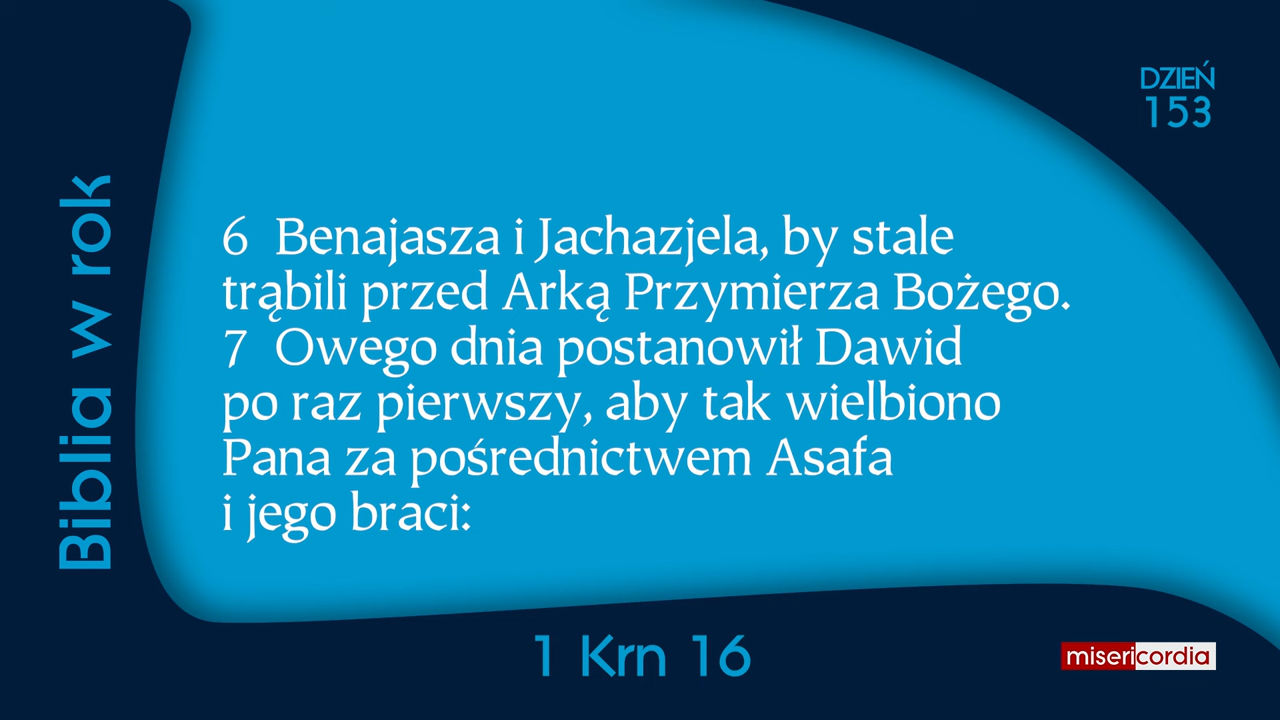 DZIEŃ
153
Biblia w rok
6 Benajasza i Jachazjela, by stale
trąbili przed Arką Przymierza Bożego.
7 Owego dnia postanowił Dawid
po raz pierwszy, aby tak wielbiono
Pana za pośrednictwem Asafa
i jego braci:
1 Krn 16
misericordia